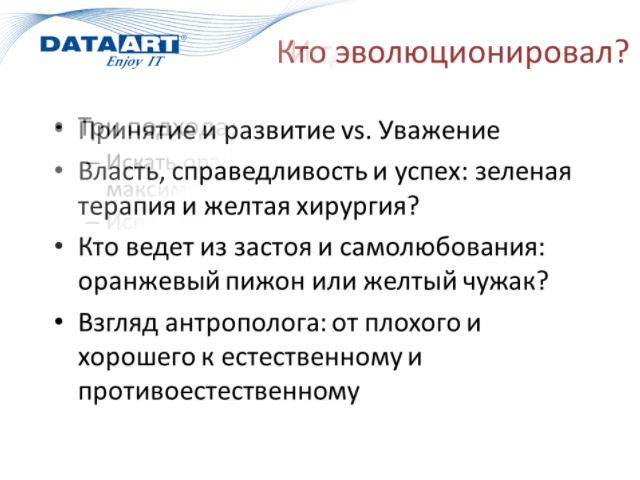 DATAART
Enjoy IT
Кто эволюционировал?
• Принятие и развитие vs. Уважение
• Власть, справедливость и успех: зеленая
терапия и желтая хирургия?
• Кто ведет из застоя и самолюбования:
оранжевый пижон или желтый чужак?
• Взгляд антрополога: от плохого и
хорошего к естественному и
противоестественному